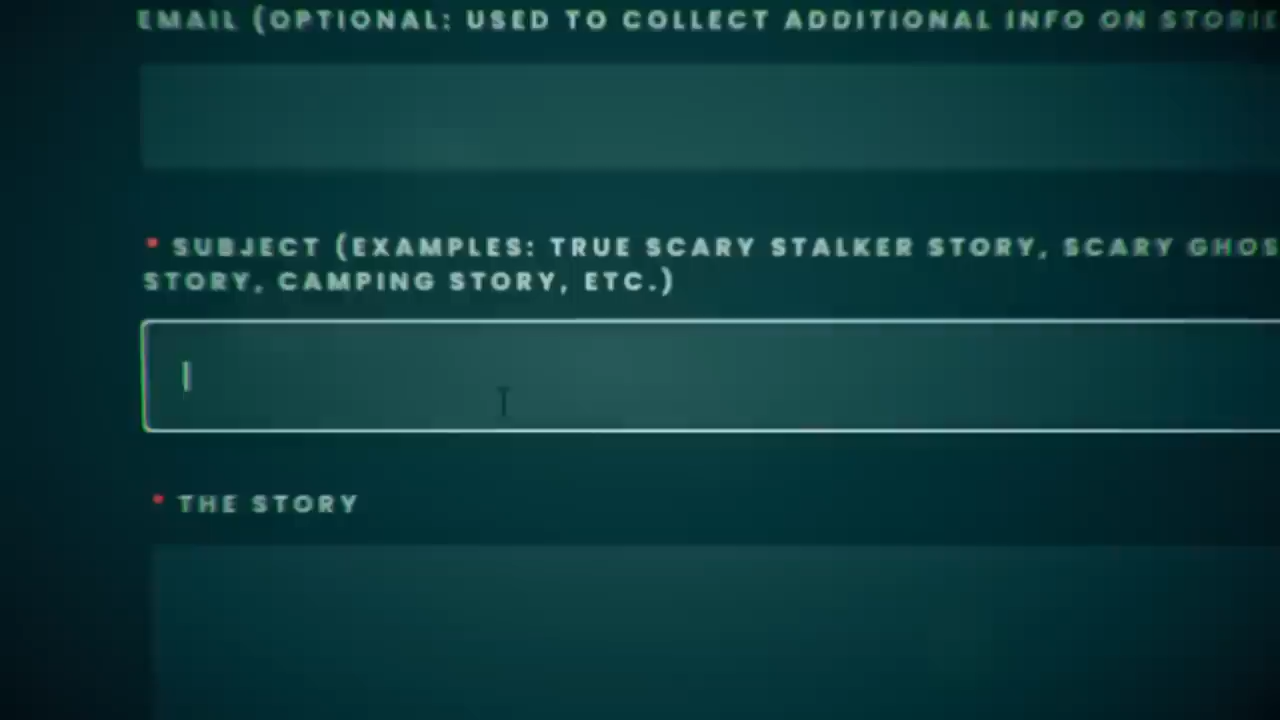 EMAIL (OPTIONAL: USED TO COLLECT ADDITIONAL INFO ON
* SUBJECT (EXAMPLES: TRUE SCARY STALKER STORY, SCARY
STORY, CAMPING STORY, ETC.)
* THE STORY